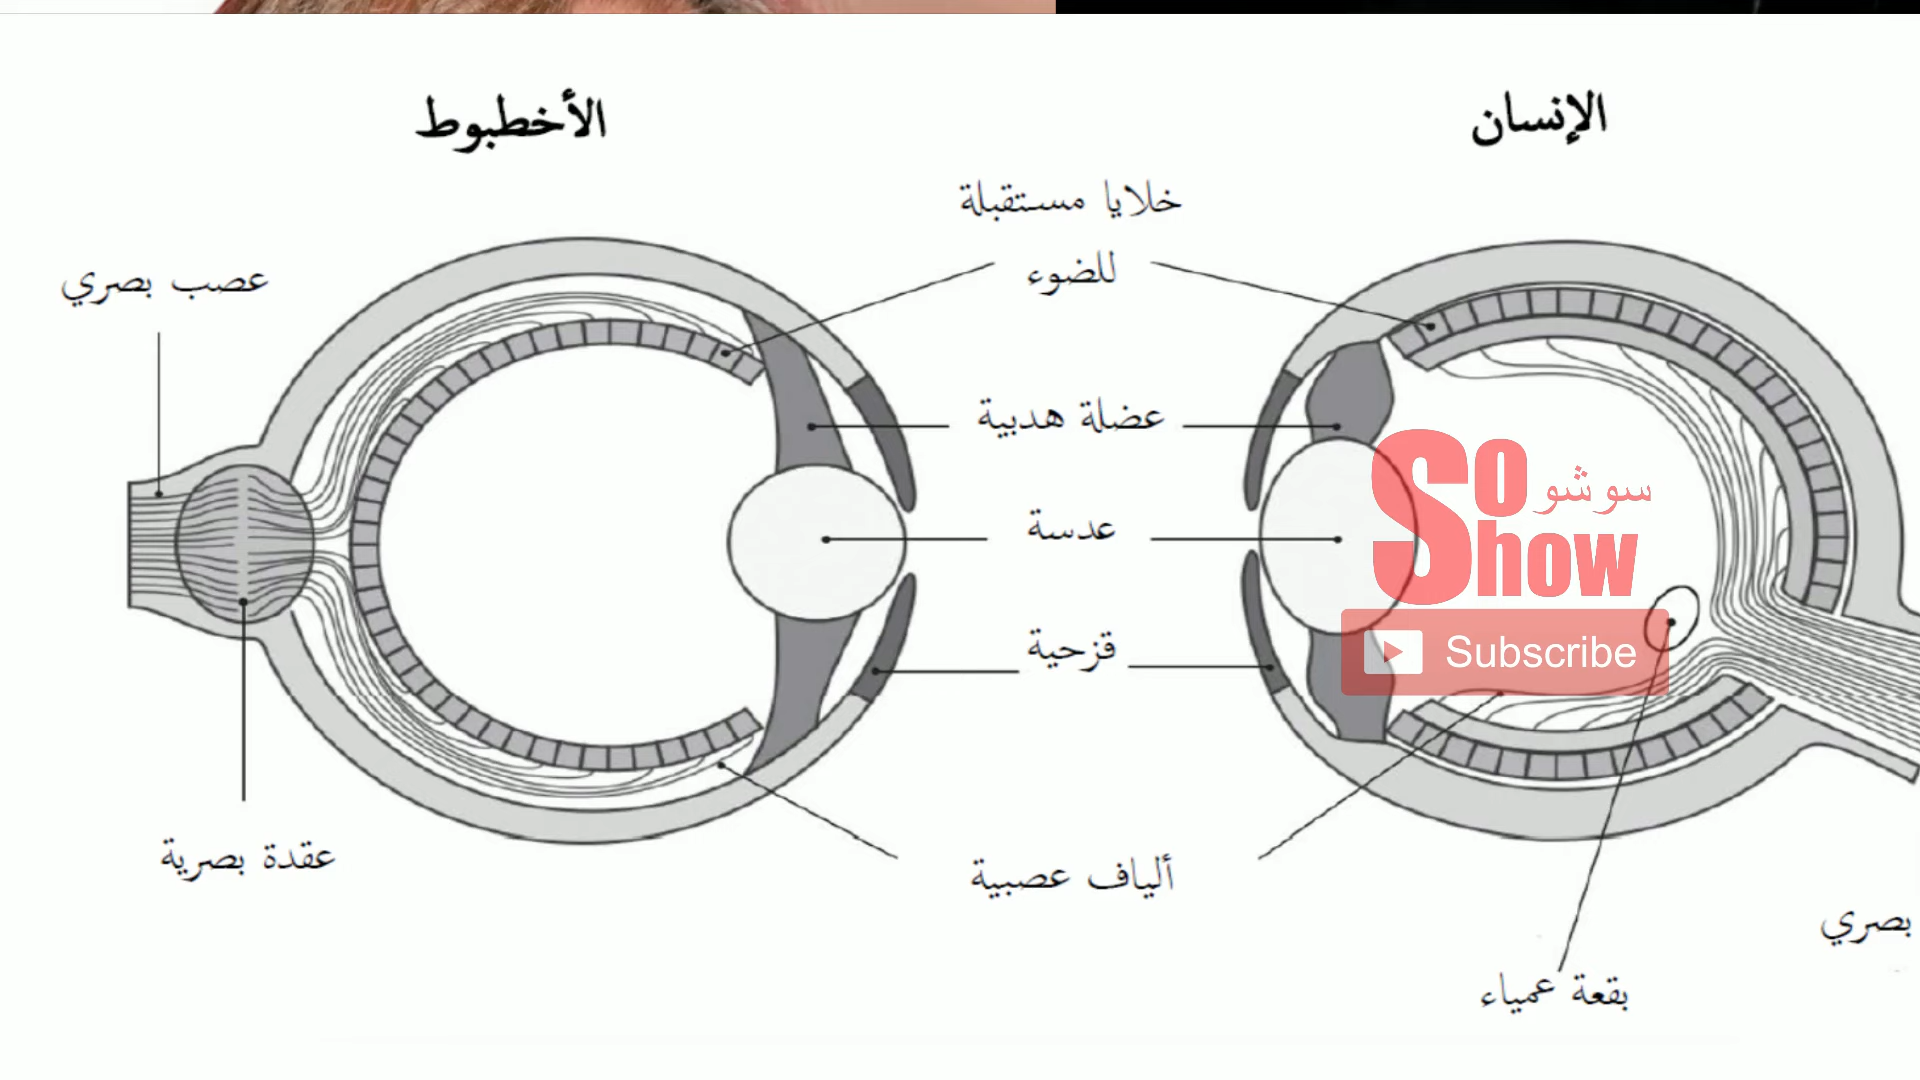 الإنسان
الأخطبوط
خلايا مستقبلة
للضوء
عصب بصري
عضلة هدبية
SO
سوشو
Show
عدسة
قزحية
Subscribe
عقدة بصرية
ألياف عصبية
بصري
بقعة عمياء